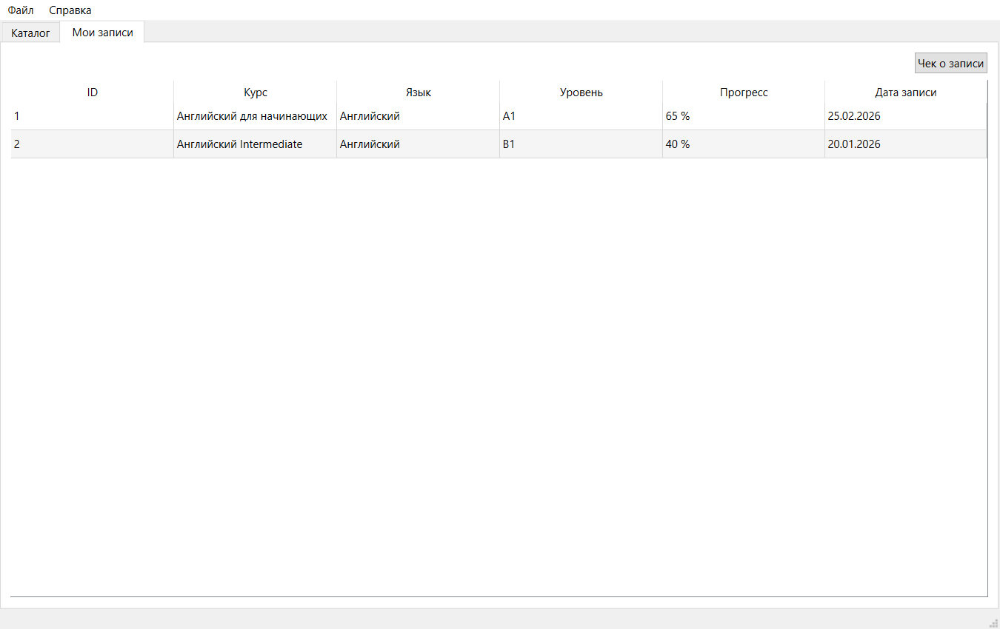 Файл Справка
Каталог Мои записи
Чек о записи
ID Курс Язык Уровень Прогресс Дата записи
1 Английский для начинающих Английский A1 65 % 25.02.2026
2 Английский Intermediate Английский B1 40 % 20.01.2026